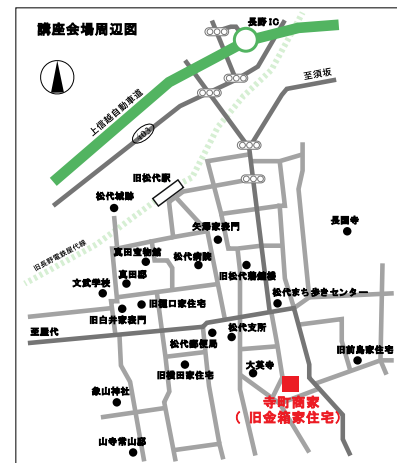 講座会場周辺図
長野IC
至須坂
上信越自動車道
403
旧松代駅
松代城跡
旧長野電鉄屋代線
矢澤家表門
長國寺
真田宝物館
松代病院
真田邸
旧松代藩鐘楼
文武学校
旧樋口家住宅
松代まち歩きセンター
旧白井家表門
至屋代
松代支所
松代郵便局
旧前島家住宅
旧横田家住宅
大英寺
寺町商家
(旧金箱家住宅)
象山神社
山寺常山邸